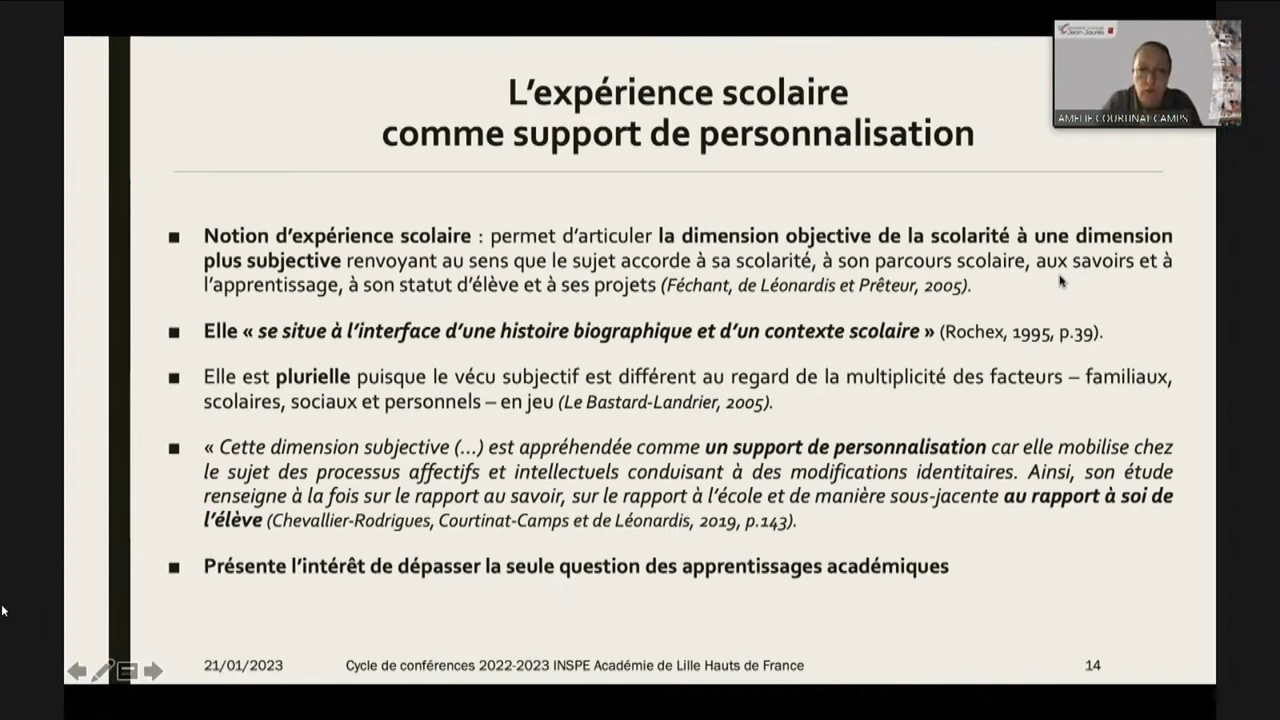 L'expérience scolaire
comme support de personnalisation
Jean Jaurès
AMELIE COURTINAT-CAMPS
■ Notion d'expérience scolaire : permet d'articuler la dimension objective de la scolarité à une dimension
plus subjective renvoyant au sens que le sujet accorde à sa scolarité, à son parcours scolaire, aux savoirs et à
l'apprentissage, à son statut d'élève et à ses projets (Féchant, de Léonardis et Prêteur, 2005).
■ Elle « se situe à l'interface d'une histoire biographique et d'un contexte scolaire » (Rochex, 1995, p.39).
■ Elle est plurielle puisque le vécu subjectif est différent au regard de la multiplicité des facteurs – familiaux,
scolaires, sociaux et personnels – en jeu (Le Bastard-Landrier, 2005).
■ « Cette dimension subjective (...) est appréhendée comme un support de personnalisation car elle mobilise chez
le sujet des processus affectifs et intellectuels conduisant à des modifications identitaires. Ainsi, son étude
renseigne à la fois sur le rapport au savoir, sur le rapport à l'école et de manière sous-jacente au rapport à soi de
l'élève (Chevallier-Rodrigues, Courtinat-Camps et de Léonardis, 2019, p.143).
■ Présente l'intérêt de dépasser la seule question des apprentissages académiques
21/01/2023 Cycle de conférences 2022-2023 INSPE Académie de Lille Hauts de France 14